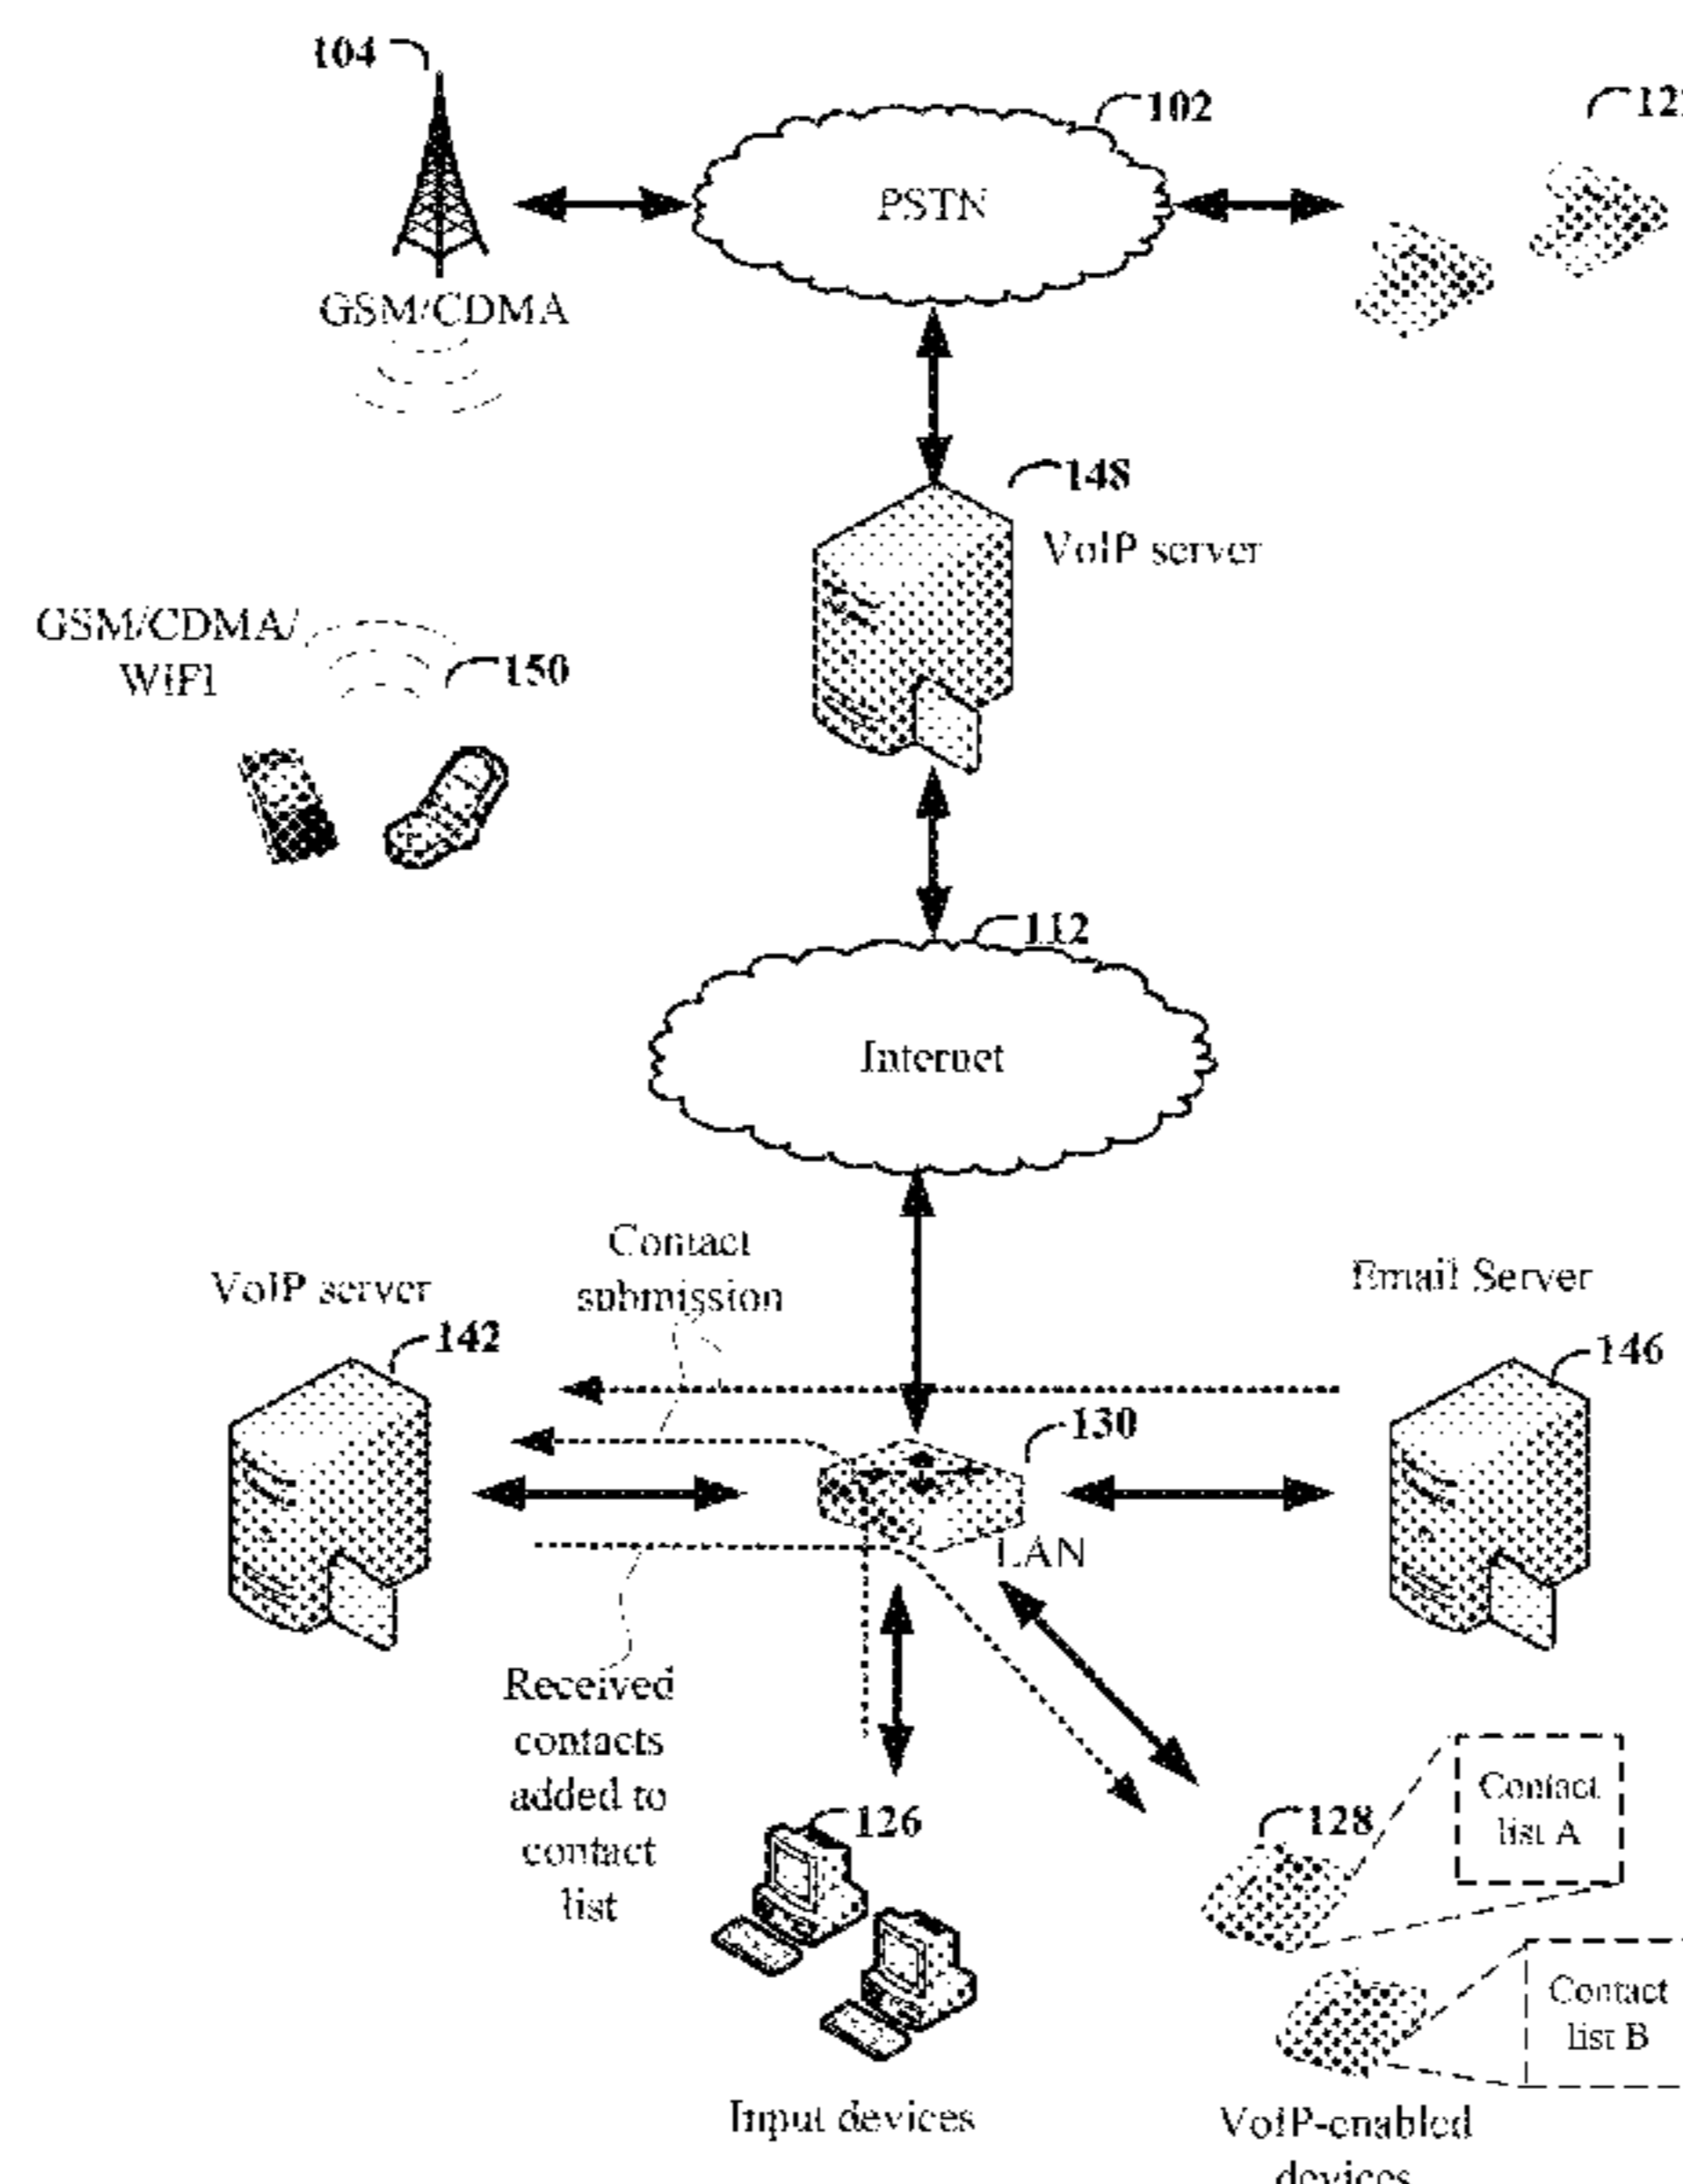 104
102
PSTN
GSM/CDMA
148
VoIP server
GSM/CDMA/
WiFI
150
112
Internet
Contact
submission
VoIP server
142
Email Server
146
130
LAN
Received
contacts
added to
contact
list
126
128
Contact
list A
Contact
list B
Input devices
VoIP-enabled
devices